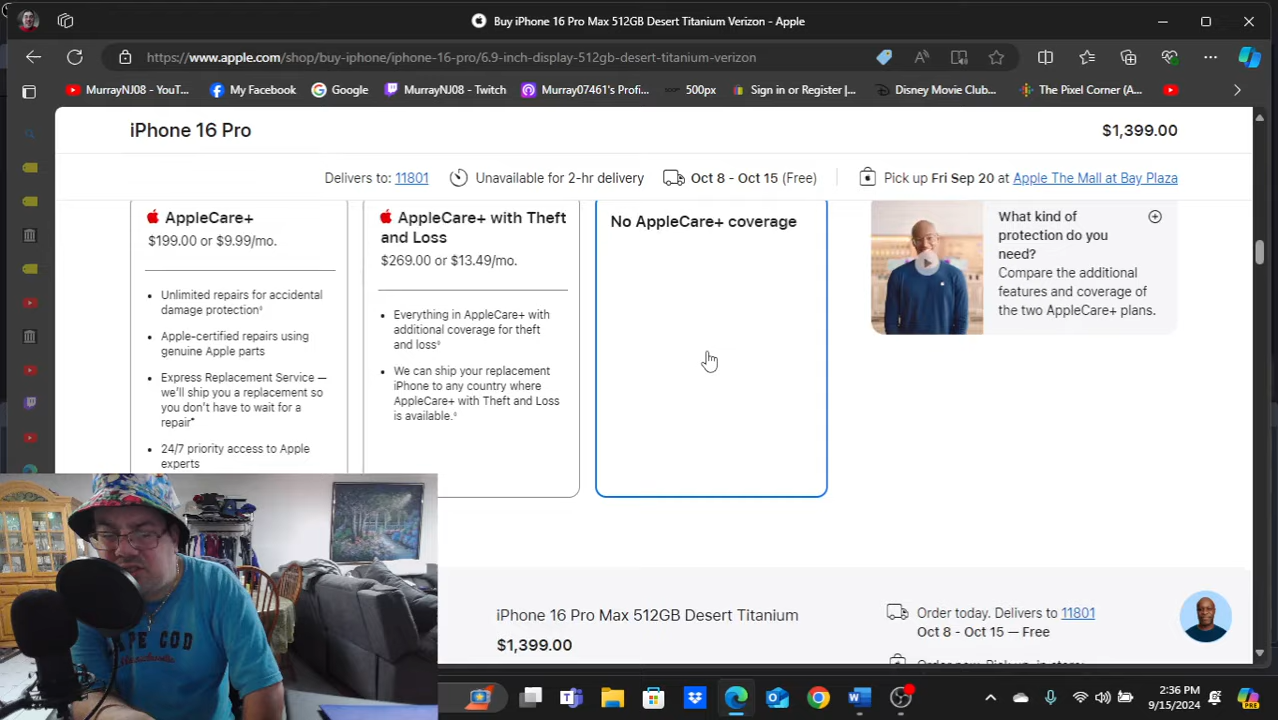 Buy iPhone 16 Pro Max 512GB Desert Titanium Verizon - Apple
https://www.apple.com/shop/buy-iphone/iphone-16-pro/6.9-inch-display-512gb-desert-titanium-verizon
MurrayNJ08 - YouT...
My Facebook
Google
MurrayNJ08 - Twitch
Murray07461's Profi...
500px
Sign in or Register |...
Disney Movie Club...
The Pixel Corner (A...
iPhone 16 Pro
$1,399.00
Delivers to: 11801
Unavailable for 2-hr delivery
Oct 8 - Oct 15 (Free)
Pick up Fri Sep 20 at Apple The Mall at Bay Plaza
AppleCare+
$199.00 or $9.99/mo.
Unlimited repairs for accidental
damage protection◊
Apple-certified repairs using
genuine Apple parts
Express Replacement Service —
we'll ship you a replacement so
you don't have to wait for a
repair*
24/7 priority access to Apple
experts
AppleCare+ with Theft
and Loss
$269.00 or $13.49/mo.
Everything in AppleCare+ with
additional coverage for theft
and loss◊
We can ship your replacement
iPhone to any country where
AppleCare+ with Theft and Loss
is available.◊
No AppleCare+ coverage
What kind of
protection do you
need?
Compare the additional
features and coverage of
the two AppleCare+ plans.
iPhone 16 Pro Max 512GB Desert Titanium
$1,399.00
Order today. Delivers to 11801
Oct 8 - Oct 15 — Free
Order now. Pick up, in-store:
APE COD
2:36 PM
9/15/2024
PRE